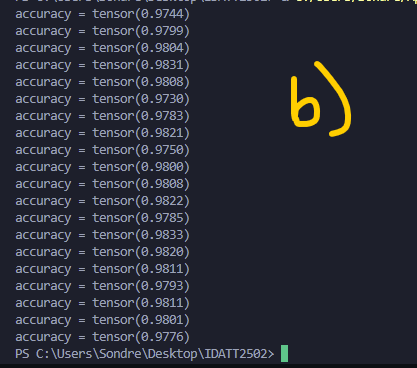 accuracy = tensor(0.9744)
accuracy = tensor(0.9799)
accuracy = tensor(0.9804)
accuracy = tensor(0.9831)
accuracy = tensor(0.9808)
accuracy = tensor(0.9730)
accuracy = tensor(0.9783)
accuracy = tensor(0.9821)
accuracy = tensor(0.9750)
accuracy = tensor(0.9800)
accuracy = tensor(0.9808)
accuracy = tensor(0.9822)
accuracy = tensor(0.9785)
accuracy = tensor(0.9833)
accuracy = tensor(0.9820)
accuracy = tensor(0.9811)
accuracy = tensor(0.9793)
accuracy = tensor(0.9811)
accuracy = tensor(0.9801)
accuracy = tensor(0.9776)
PS C:\Users\Sondre\Desktop\IDATT2502>
b)